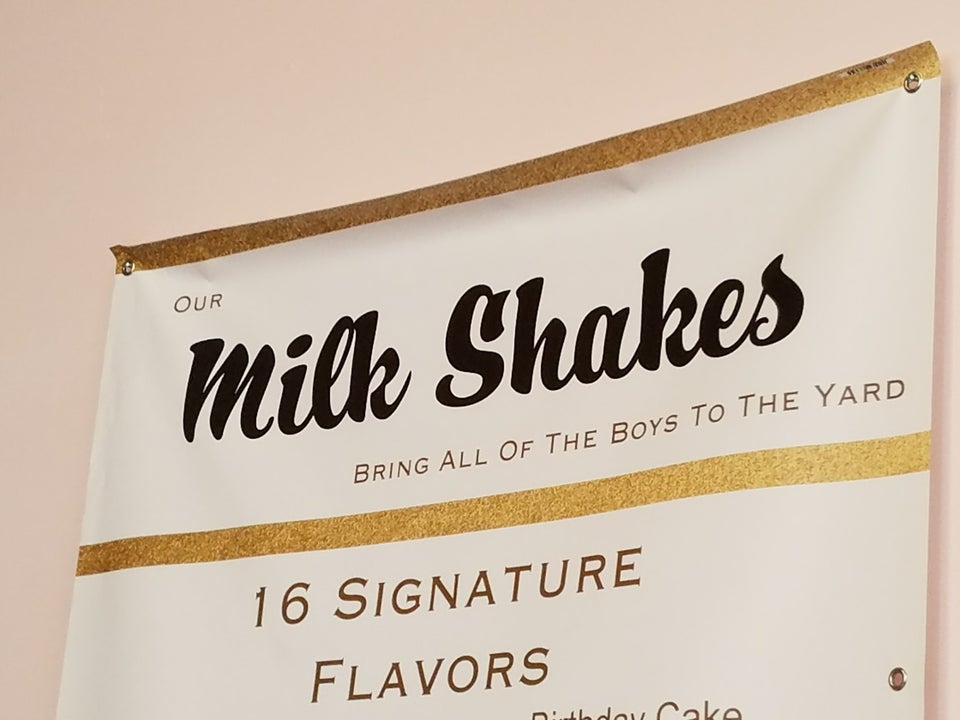 OUR
Milk Shakes
BRING ALL OF THE BOYS TO THE YARD
16 SIGNATURE
FLAVORS
Birthday Cake